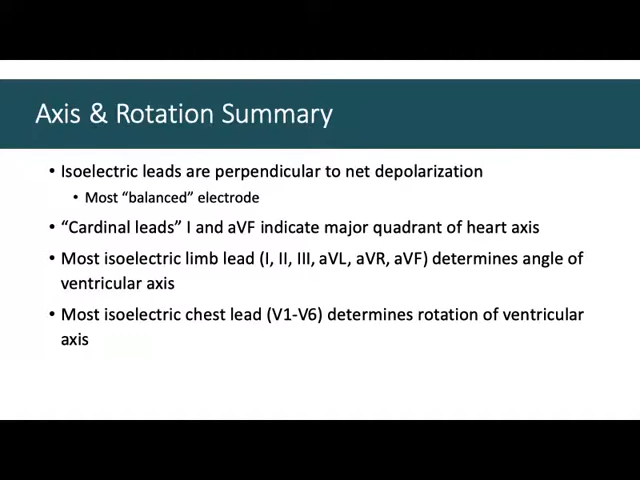 Axis & Rotation Summary
• Isoelectric leads are perpendicular to net depolarization
• Most “balanced” electrode
• “Cardinal leads” I and aVF indicate major quadrant of heart axis
• Most isoelectric limb lead (I, II, III, aVL, aVR, aVF) determines angle of
ventricular axis
• Most isoelectric chest lead (V1-V6) determines rotation of ventricular
axis